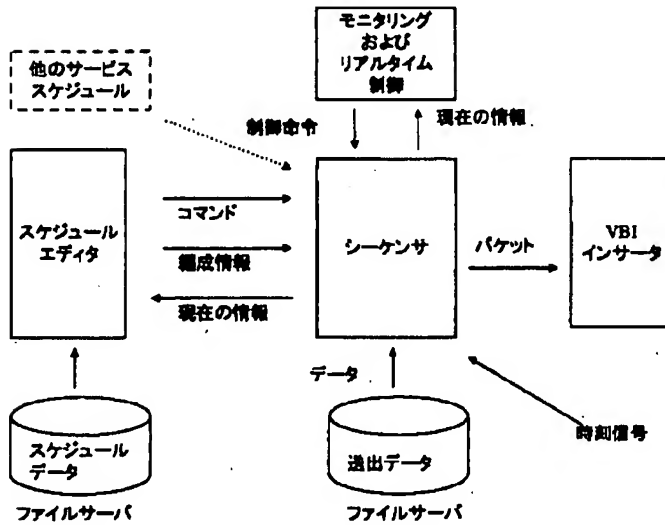 モニタリング
および
リアルタイム
制御
他のサービス
スケジュール
制御命令
現在の情報
スケジュール
エディタ
コマンド
編成情報
現在の情報
シーケンサ
パケット
VBI
インサータ
データ
時刻信号
スケジュール
データ
送出データ
ファイルサーバ
ファイルサーバ